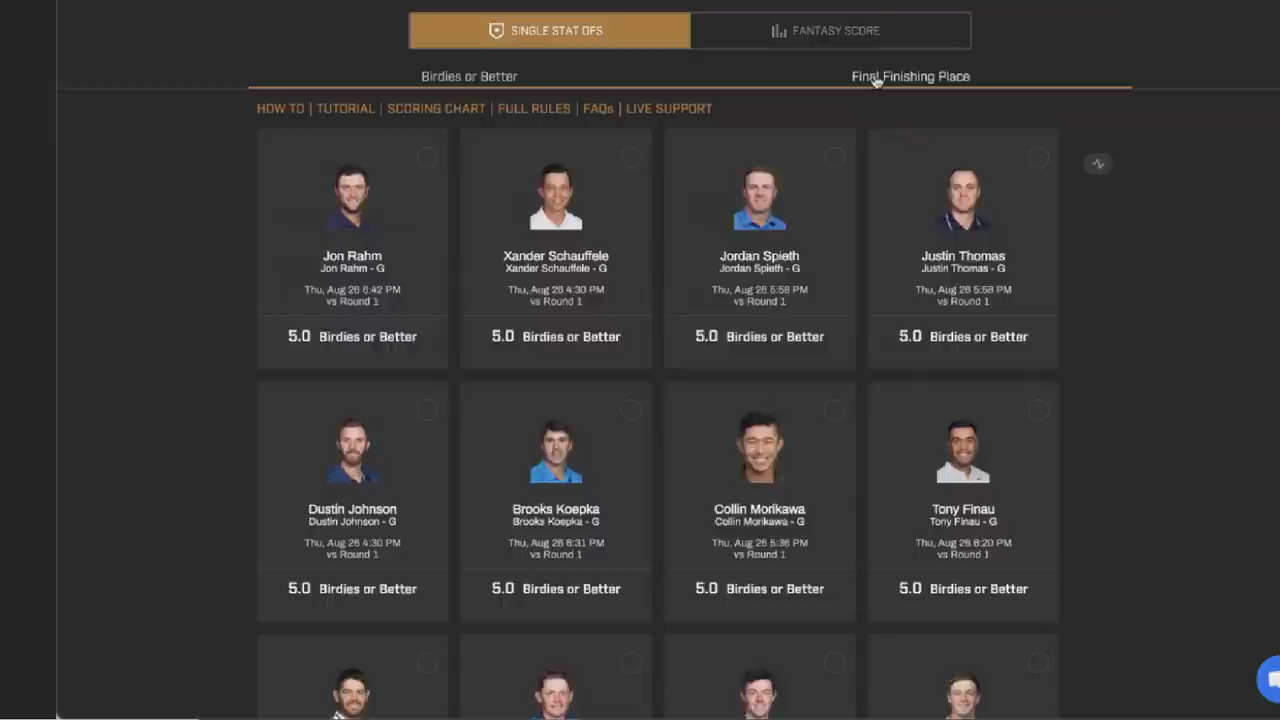 SINGLE STAT DFS
FANTASY SCORE
Birdies or Better
Final Finishing Place
HOW TO | TUTORIAL | SCORING CHART | FULL RULES | FAQs | LIVE SUPPORT
Jon Rahm
Jon Rahm - G
Thu, Aug 26 6:42 PM
vs Round 1
5.0 Birdies or Better
Xander Schauffele
Xander Schauffele - G
Thu, Aug 26 4:30 PM
vs Round 1
5.0 Birdies or Better
Jordan Spieth
Jordan Spieth - G
Thu, Aug 26 5:58 PM
vs Round 1
5.0 Birdies or Better
Justin Thomas
Justin Thomas - G
Thu, Aug 26 5:58 PM
vs Round 1
5.0 Birdies or Better
Dustin Johnson
Dustin Johnson - G
Thu, Aug 26 4:30 PM
vs Round 1
5.0 Birdies or Better
Brooks Koepka
Brooks Koepka - G
Thu, Aug 26 6:31 PM
vs Round 1
5.0 Birdies or Better
Collin Morikawa
Collin Morikawa - G
Thu, Aug 26 5:36 PM
vs Round 1
5.0 Birdies or Better
Tony Finau
Tony Finau - G
Thu, Aug 26 6:20 PM
vs Round 1
5.0 Birdies or Better